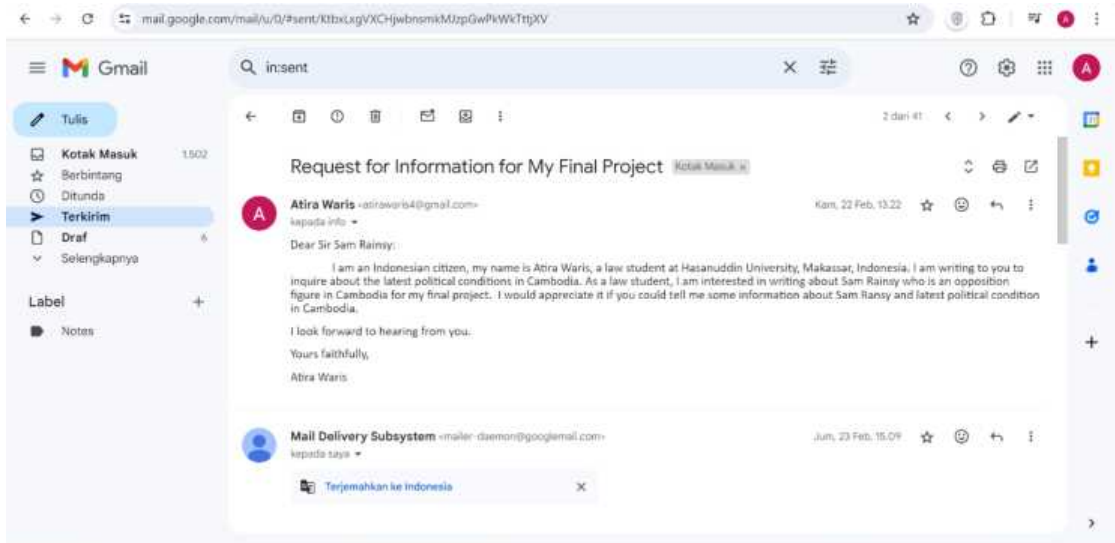 mail.google.com/mail/u/0/#sent/
Gmail
in:sent
Tulis
2 dari 41
Kotak Masuk 1.502
Berbintang
Ditunda
Terkirim
Draf 6
Selengkapnya
Label
Notes
Request for Information for My Final Project Kotak Masuk x
A
A
Atira Waris <atirawaris4@gmail.com>
Kam, 22 Feb, 13.22
kepada info
Dear Sir Sam Rainsy:
I am an Indonesian citizen, my name is Atira Waris, a law student at Hasanuddin University, Makassar, Indonesia. I am writing to you to
inquire about the latest political conditions in Cambodia. As a law student, I am interested in writing about Sam Rainsy who is an opposition
figure in Cambodia for my final project. I would appreciate it if you could tell me some information about Sam Ransy and latest political condition
in Cambodia.
I look forward to hearing from you.
Yours faithfully,
Atira Waris
Mail Delivery Subsystem <mailer-daemon@googlemail.com>
Jum, 23 Feb, 15.09
kepada saya
Terjemahkan ke Indonesia